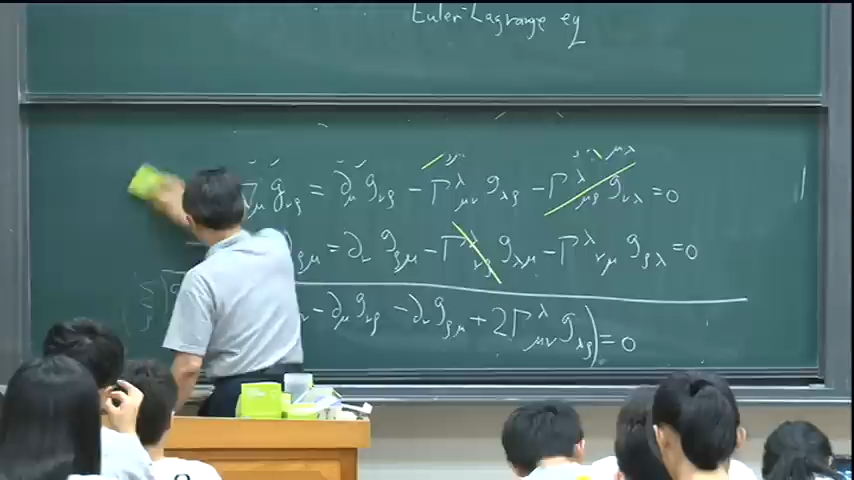 Euler-Lagrange eq
∇_μ g_νρ = ∂_μ g_νρ − Γ^λ_μν g_λρ − Γ^λ_μρ g_νλ = 0
ρμ = ∂_ν g_ρμ − Γ^λ_νρ g_λμ − Γ^λ_νμ g_ρλ = 0
− ∂_μ g_νρ − ∂_ν g_ρμ + 2Γ^λ_μν g_λρ) = 0